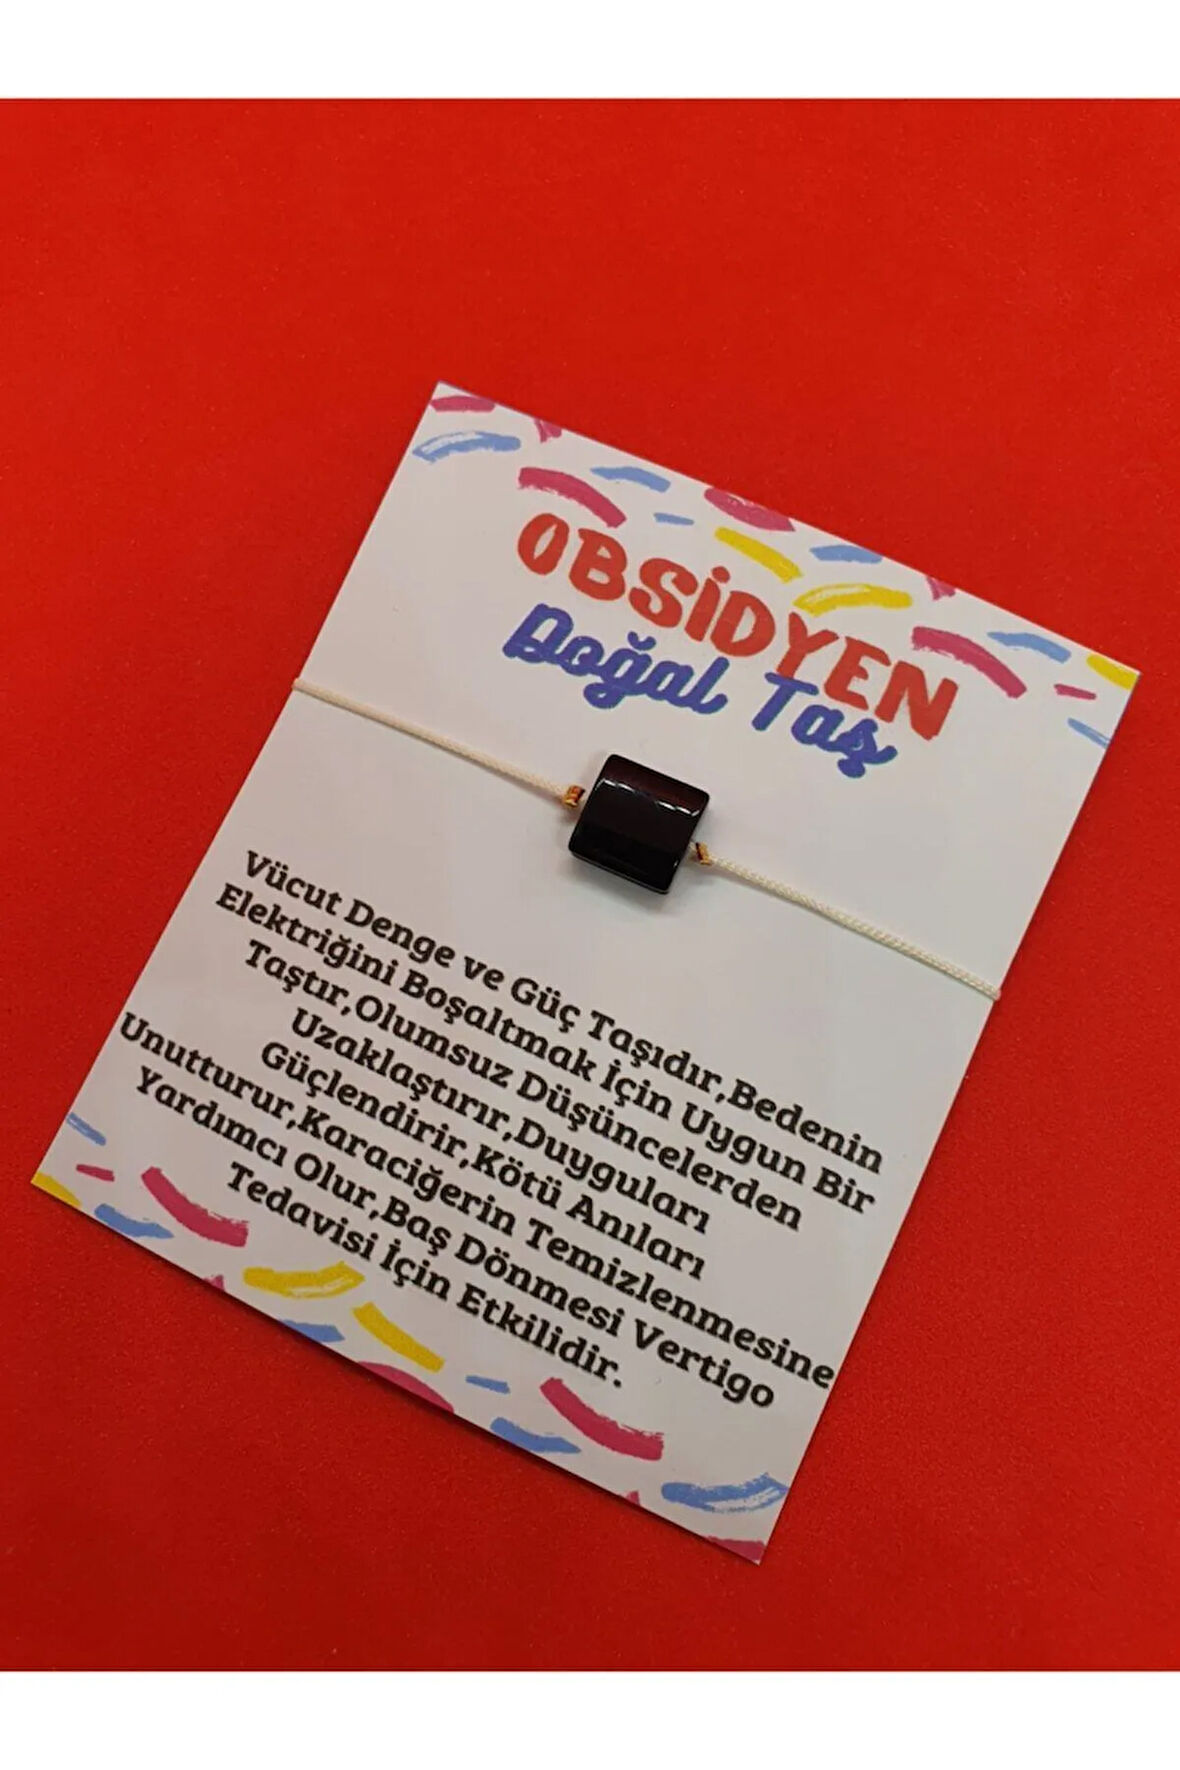 OBSİDYEN
Doğal Taş
Vücut Denge ve Güç Taşıdır,Bedenin
Elektriğini Boşaltmak İçin Uygun Bir
Taştır,Olumsuz Düşüncelerden
Uzaklaştırır,Duyguları
Güçlendirir,Kötü Anıları
Unutturur,Karaciğerin Temizlenmesine
Yardımcı Olur,Baş Dönmesi Vertigo
Tedavisi İçin Etkilidir.